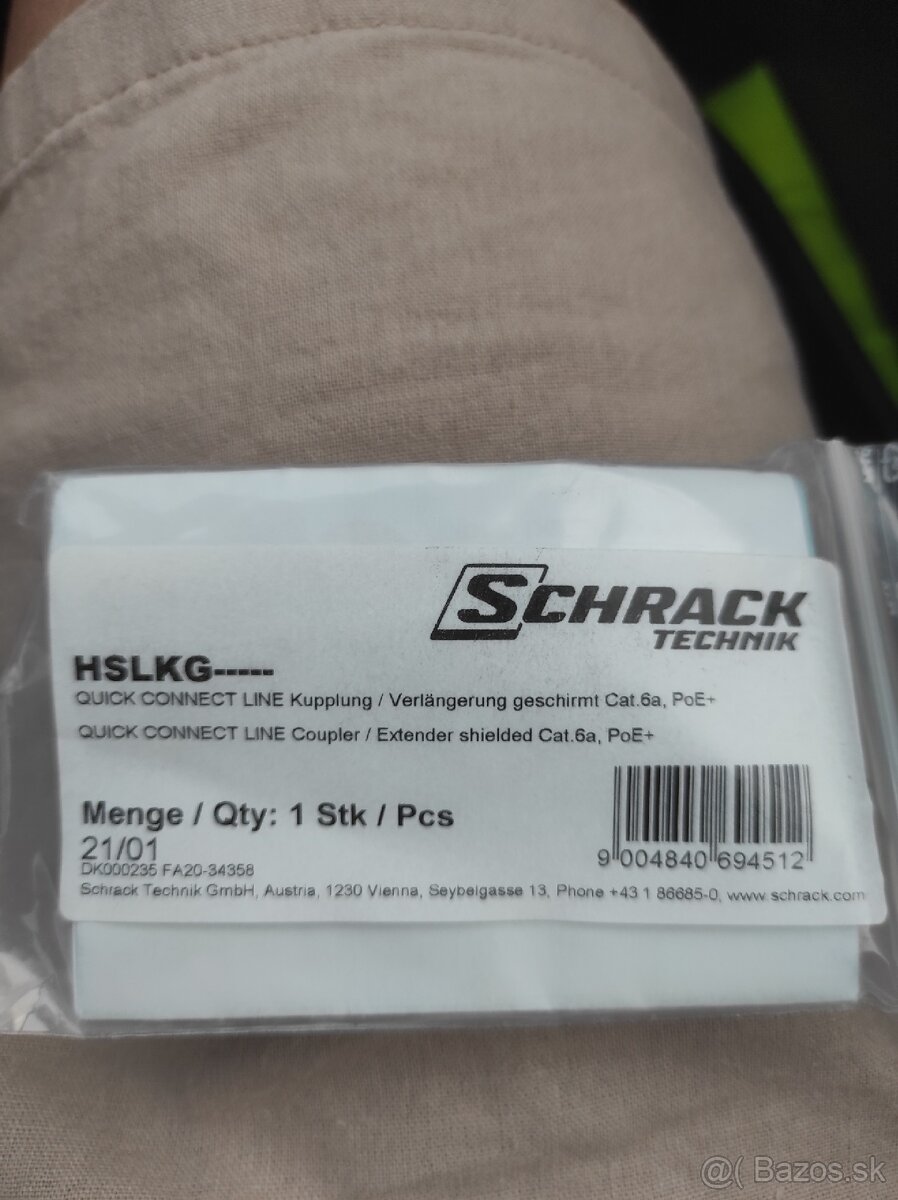 SCHRACK
TECHNIK
HSLKG-----
QUICK CONNECT LINE Kupplung / Verlängerung geschirmt Cat.6a, PoE+
QUICK CONNECT LINE Coupler / Extender shielded Cat.6a, PoE+
Menge / Qty: 1 Stk / Pcs
21/01
DK000235 FA20-34358
9 004840 694512
Schrack Technik GmbH, Austria, 1230 Vienna, Seybelgasse 13, Phone +43 1 86685-0, www.schrack.com
@( Bazos.sk